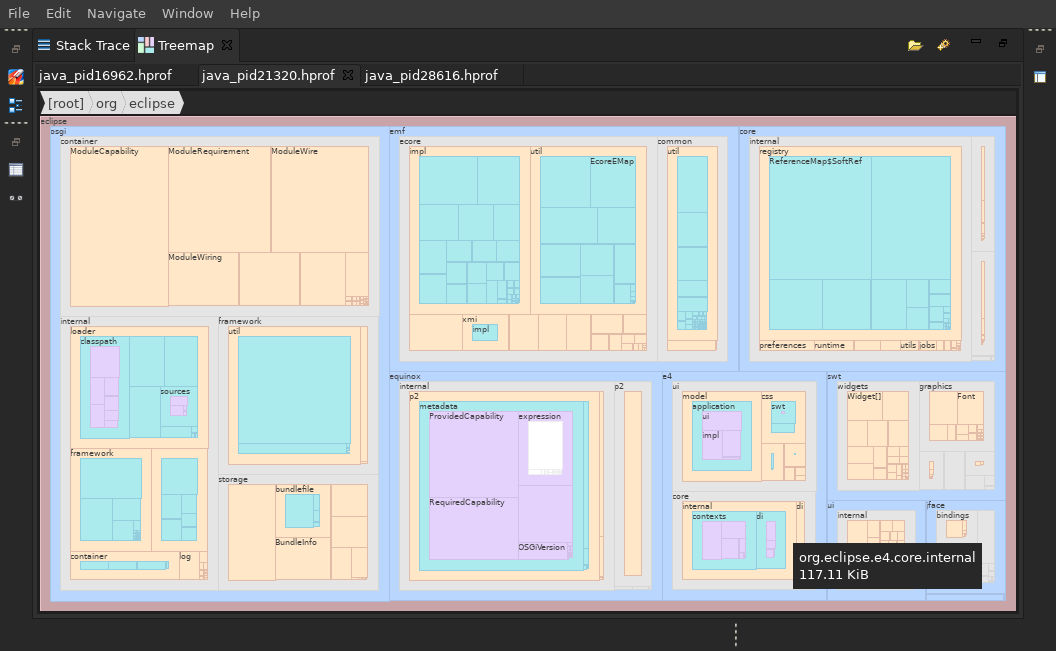 File Edit Navigate Window Help
Stack Trace Treemap
java_pid16962.hprof java_pid21320.hprof java_pid28616.hprof
[root] org eclipse
eclipse
osgi emf core
container ecore common internal
ModuleCapability ModuleRequirement ModuleWire impl util util registry
EcoreEMap ReferenceMap$SoftRef
ModuleWiring
internal framework xmi
loader util impl
classpath preferences runtime utils jobs
equinox e4 swt
internal p2 ui widgets graphics
sources p2 model css Widget[] Font
metadata application swt
ProvidedCapability expression ui
impl
framework
storage
bundlefile core
RequiredCapability internal di ui jface
contexts di internal bindings
BundleInfo OSGiVersion
container log
org.eclipse.e4.core.internal
117.11 KiB